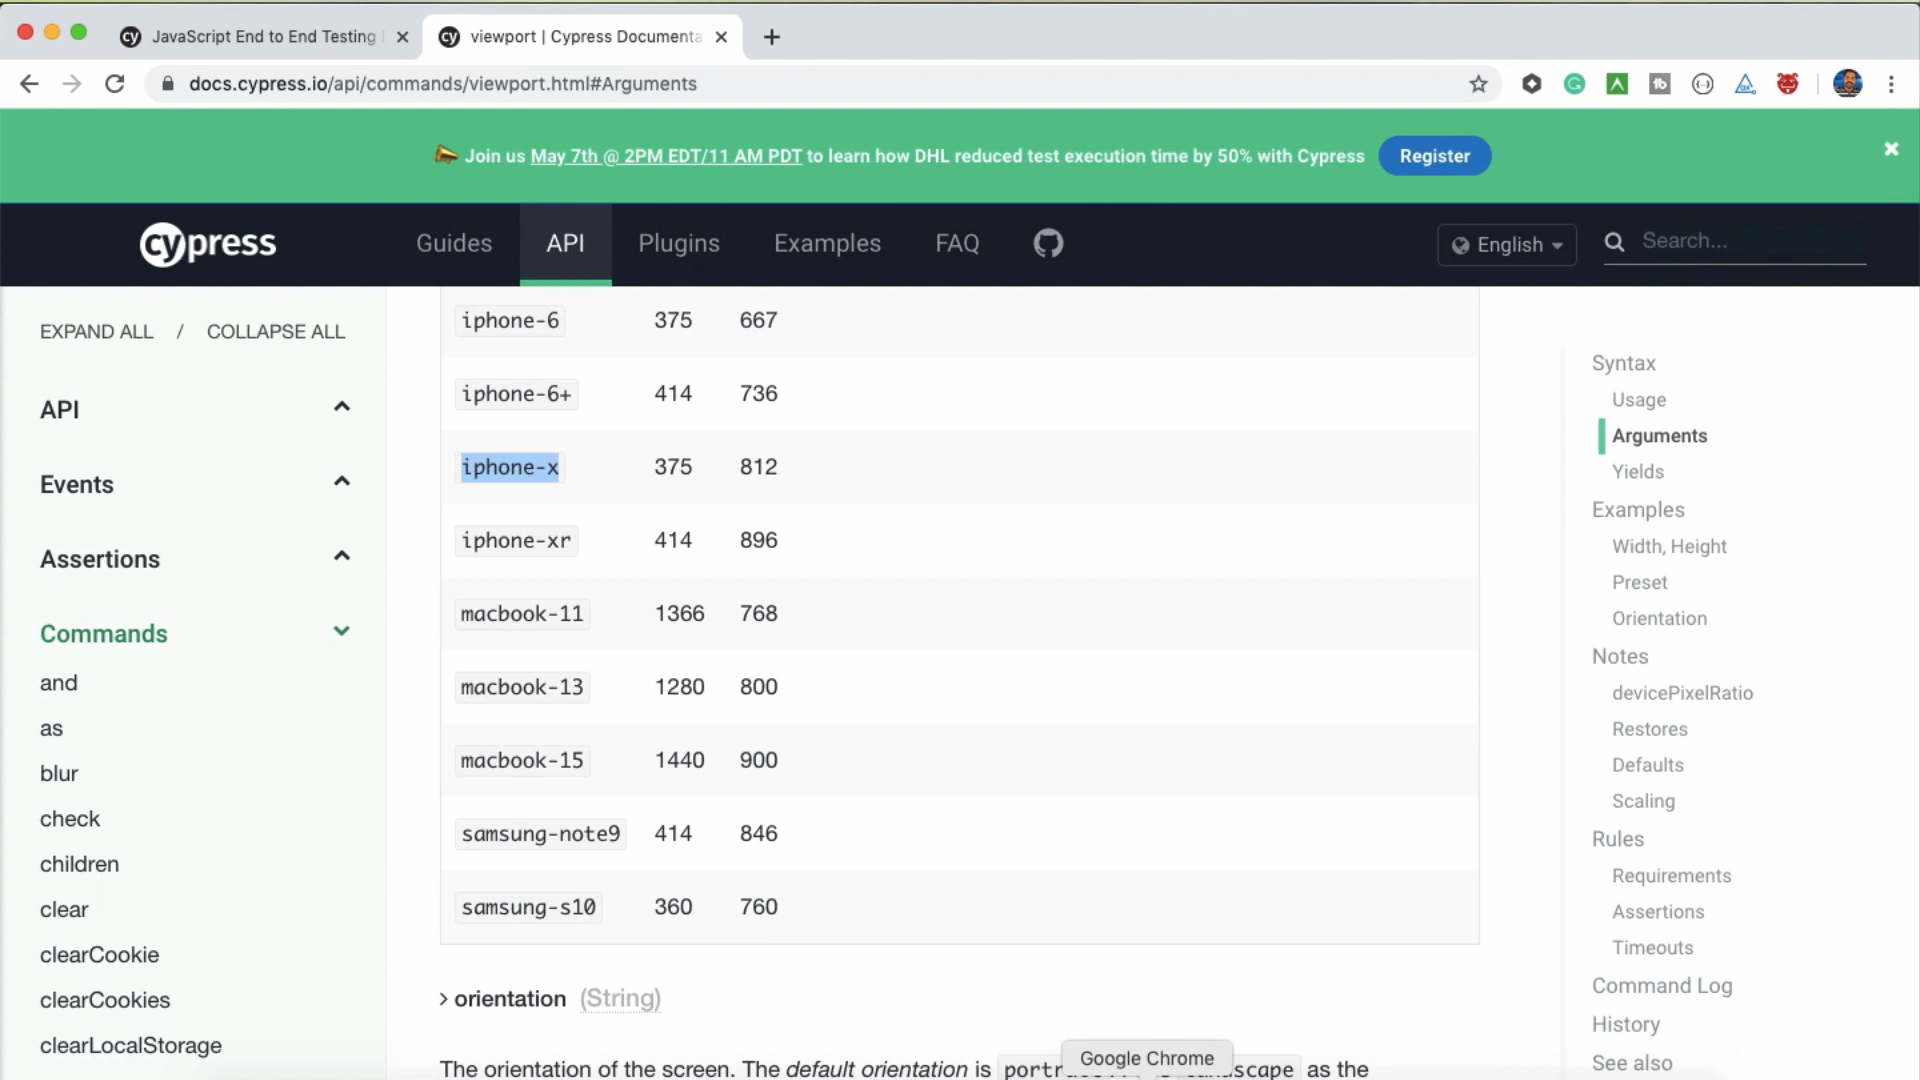 JavaScript End to End Testing
viewport | Cypress Documenta
docs.cypress.io/api/commands/viewport.html#Arguments
Join us May 7th @ 2PM EDT/11 AM PDT to learn how DHL reduced test execution time by 50% with Cypress
Register
cypress
Guides
API
Plugins
Examples
FAQ
English
Search...
EXPAND ALL / COLLAPSE ALL
API
Events
Assertions
Commands
and
as
blur
check
children
clear
clearCookie
clearCookies
clearLocalStorage
iphone-6 375 667
iphone-6+ 414 736
iphone-x 375 812
iphone-xr 414 896
macbook-11 1366 768
macbook-13 1280 800
macbook-15 1440 900
samsung-note9 414 846
samsung-s10 360 760
orientation (String)
The orientation of the screen. The default orientation is as the
Google Chrome
Syntax
Usage
Arguments
Yields
Examples
Width, Height
Preset
Orientation
Notes
devicePixelRatio
Restores
Defaults
Scaling
Rules
Requirements
Assertions
Timeouts
Command Log
History
See also